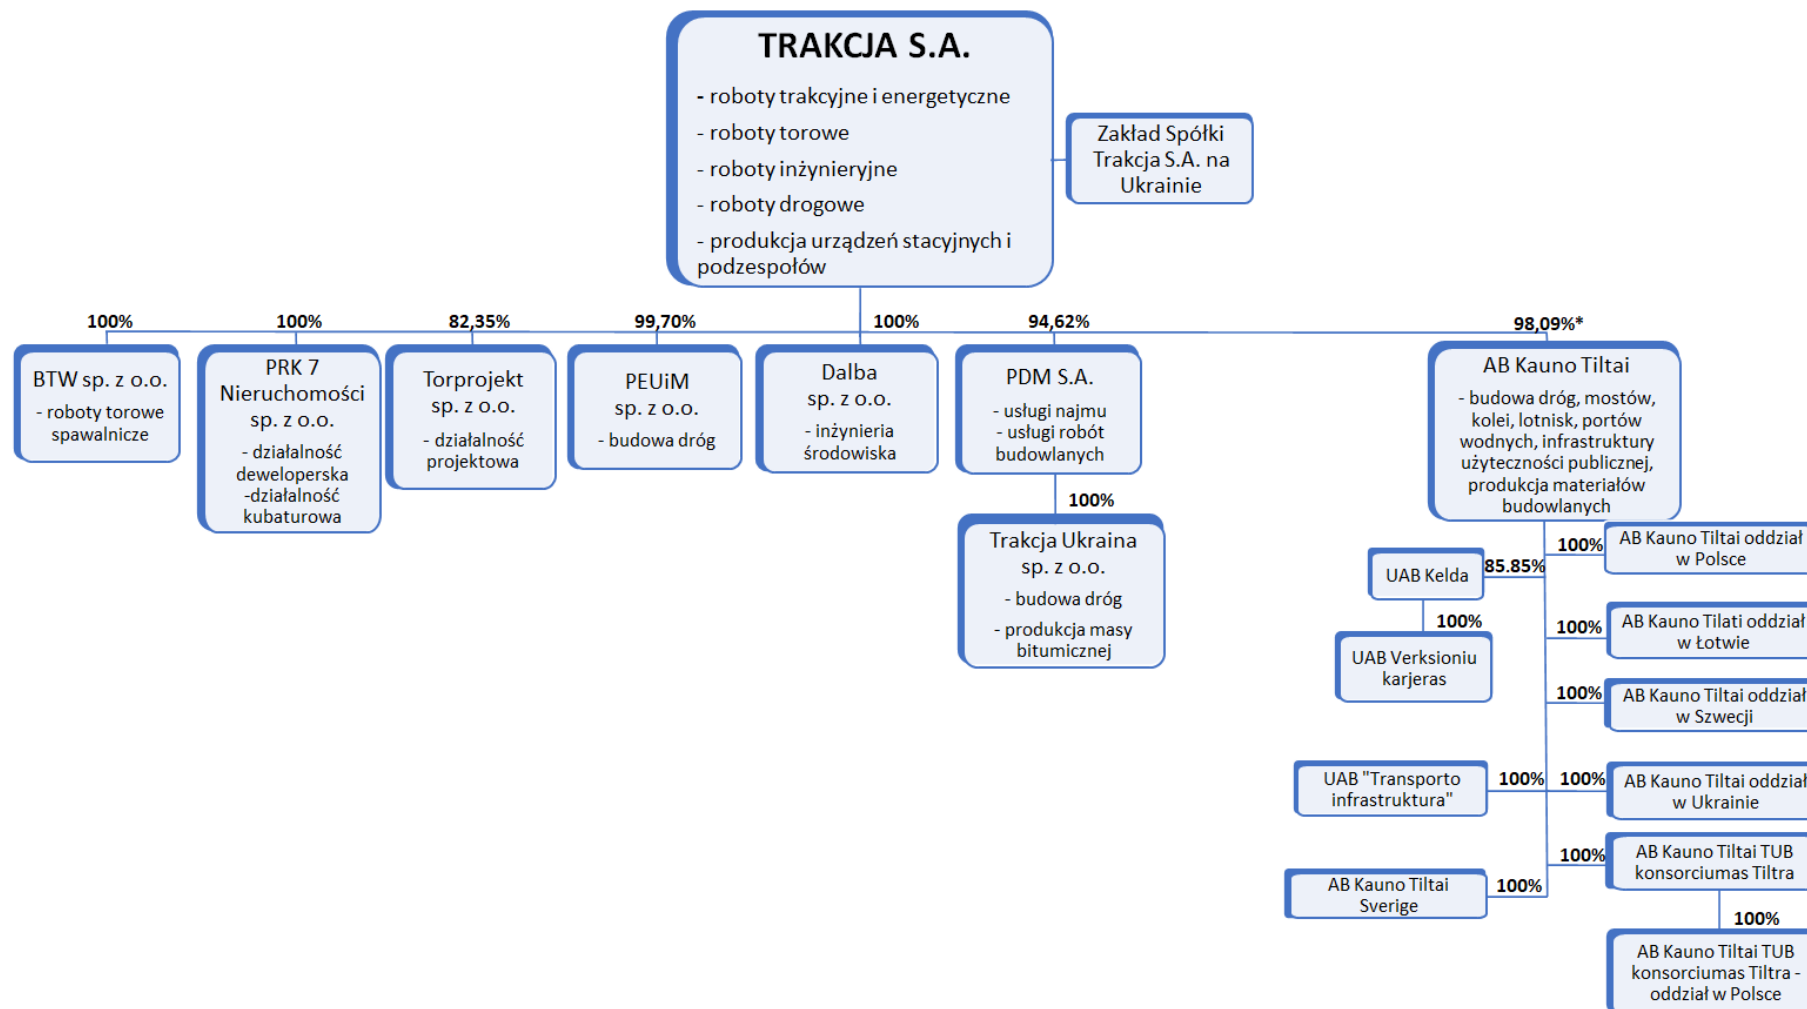 TRAKCJA S.A.
- roboty trakcyjne i energetyczne
- roboty torowe
- roboty inżynieryjne
- roboty drogowe
- produkcja urządzeń stacyjnych i
podzespołów
Zakład Spółki
Trakcja S.A. na
Ukrainie
100%
BTW sp. z o.o.
- roboty torowe
spawalnicze
100%
PRK 7
Nieruchomości
sp. z o.o.
- działalność
deweloperska
-działalność
kubaturowa
82,35%
Torprojekt
sp. z o.o.
- działalność
projektowa
99,70%
PEUiM
sp. z o.o.
- budowa dróg
100%
Dalba
sp. z o.o.
- inżynieria
środowiska
94,62%
PDM S.A.
- usługi najmu
- usługi robót
budowlanych
100%
Trakcja Ukraina
sp. z o.o.
- budowa dróg
- produkcja masy
bitumicznej
98,09%*
AB Kauno Tiltai
- budowa dróg, mostów,
kolei, lotnisk, portów
wodnych, infrastruktury
użyteczności publicznej,
produkcja materiałów
budowlanych
100%
AB Kauno Tiltai oddział
w Polsce
85.85%
UAB Kelda
100%
UAB Verksioniu
karjeras
100%
AB Kauno Tilati oddział
w Łotwie
100%
AB Kauno Tiltai oddział
w Szwecji
UAB "Transporto
infrastruktura"
100%
100%
AB Kauno Tiltai oddział
w Ukrainie
100%
AB Kauno Tiltai TUB
konsorciumas Tiltra
AB Kauno Tiltai
Sverige
100%
100%
AB Kauno Tiltai TUB
konsorciumas Tiltra -
oddział w Polsce